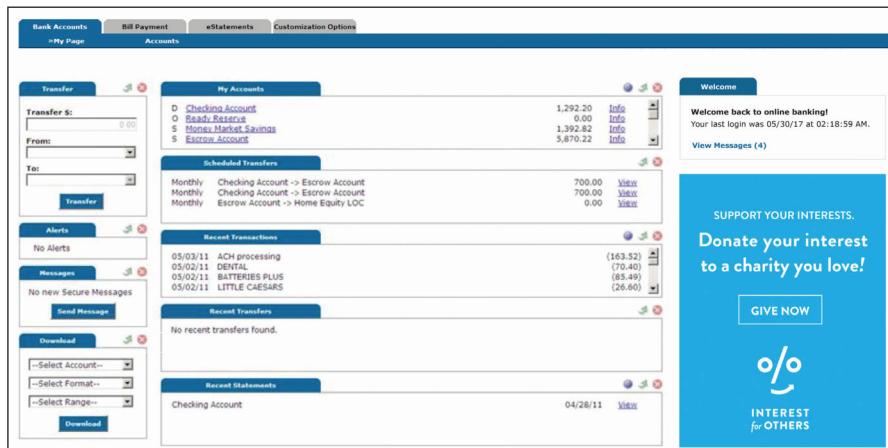 Bank Accounts
Bill Payment
eStatements
Customization Options
»My Page
Accounts
Transfer
Transfer $:
0.00
From:
To:
Transfer
Alerts
No Alerts
Messages
No new Secure Messages
Send Message
Download
--Select Account--
--Select Format--
--Select Range--
Download
My Accounts
D Checking Account 1,292.20 Info
O Ready Reserve 0.00 Info
S Money Market Savings 1,392.82 Info
S Escrow Account 5,870.22 Info
Scheduled Transfers
Monthly Checking Account -> Escrow Account 700.00 View
Monthly Checking Account -> Escrow Account 700.00 View
Monthly Escrow Account -> Home Equity LOC 0.00 View
Recent Transactions
05/03/11 ACH processing (163.52)
05/02/11 DENTAL (70.40)
05/02/11 BATTERIES PLUS (85.49)
05/02/11 LITTLE CAESARS (26.60)
Recent Transfers
No recent transfers found.
Recent Statements
Checking Account 04/28/11 View
Welcome
Welcome back to online banking!
Your last login was 05/30/17 at 02:18:59 AM.
View Messages (4)
SUPPORT YOUR INTERESTS.
Donate your interest
to a charity you love!
GIVE NOW
%
INTEREST
for OTHERS